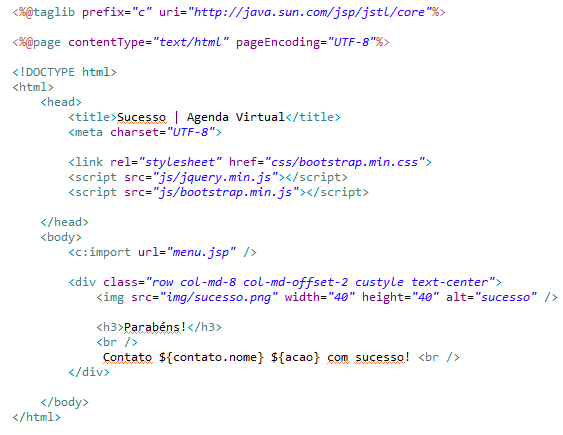 <%@taglib prefix="c" uri="http://java.sun.com/jsp/jstl/core"%>
<%@page contentType="text/html" pageEncoding="UTF-8"%>
<!DOCTYPE html>
<html>
<head>
<title>Sucesso | Agenda Virtual</title>
<meta charset="UTF-8">
<link rel="stylesheet" href="css/bootstrap.min.css">
<script src="js/jquery.min.js"></script>
<script src="js/bootstrap.min.js"></script>
</head>
<body>
<c:import url="menu.jsp" />
<div class="row col-md-8 col-md-offset-2 custyle text-center">
<img src="img/sucesso.png" width="40" height="40" alt="sucesso" />
<h3>Parabéns!</h3>
<br />
Contato ${contato.nome} ${acao} com sucesso! <br />
</div>
</body>
</html>